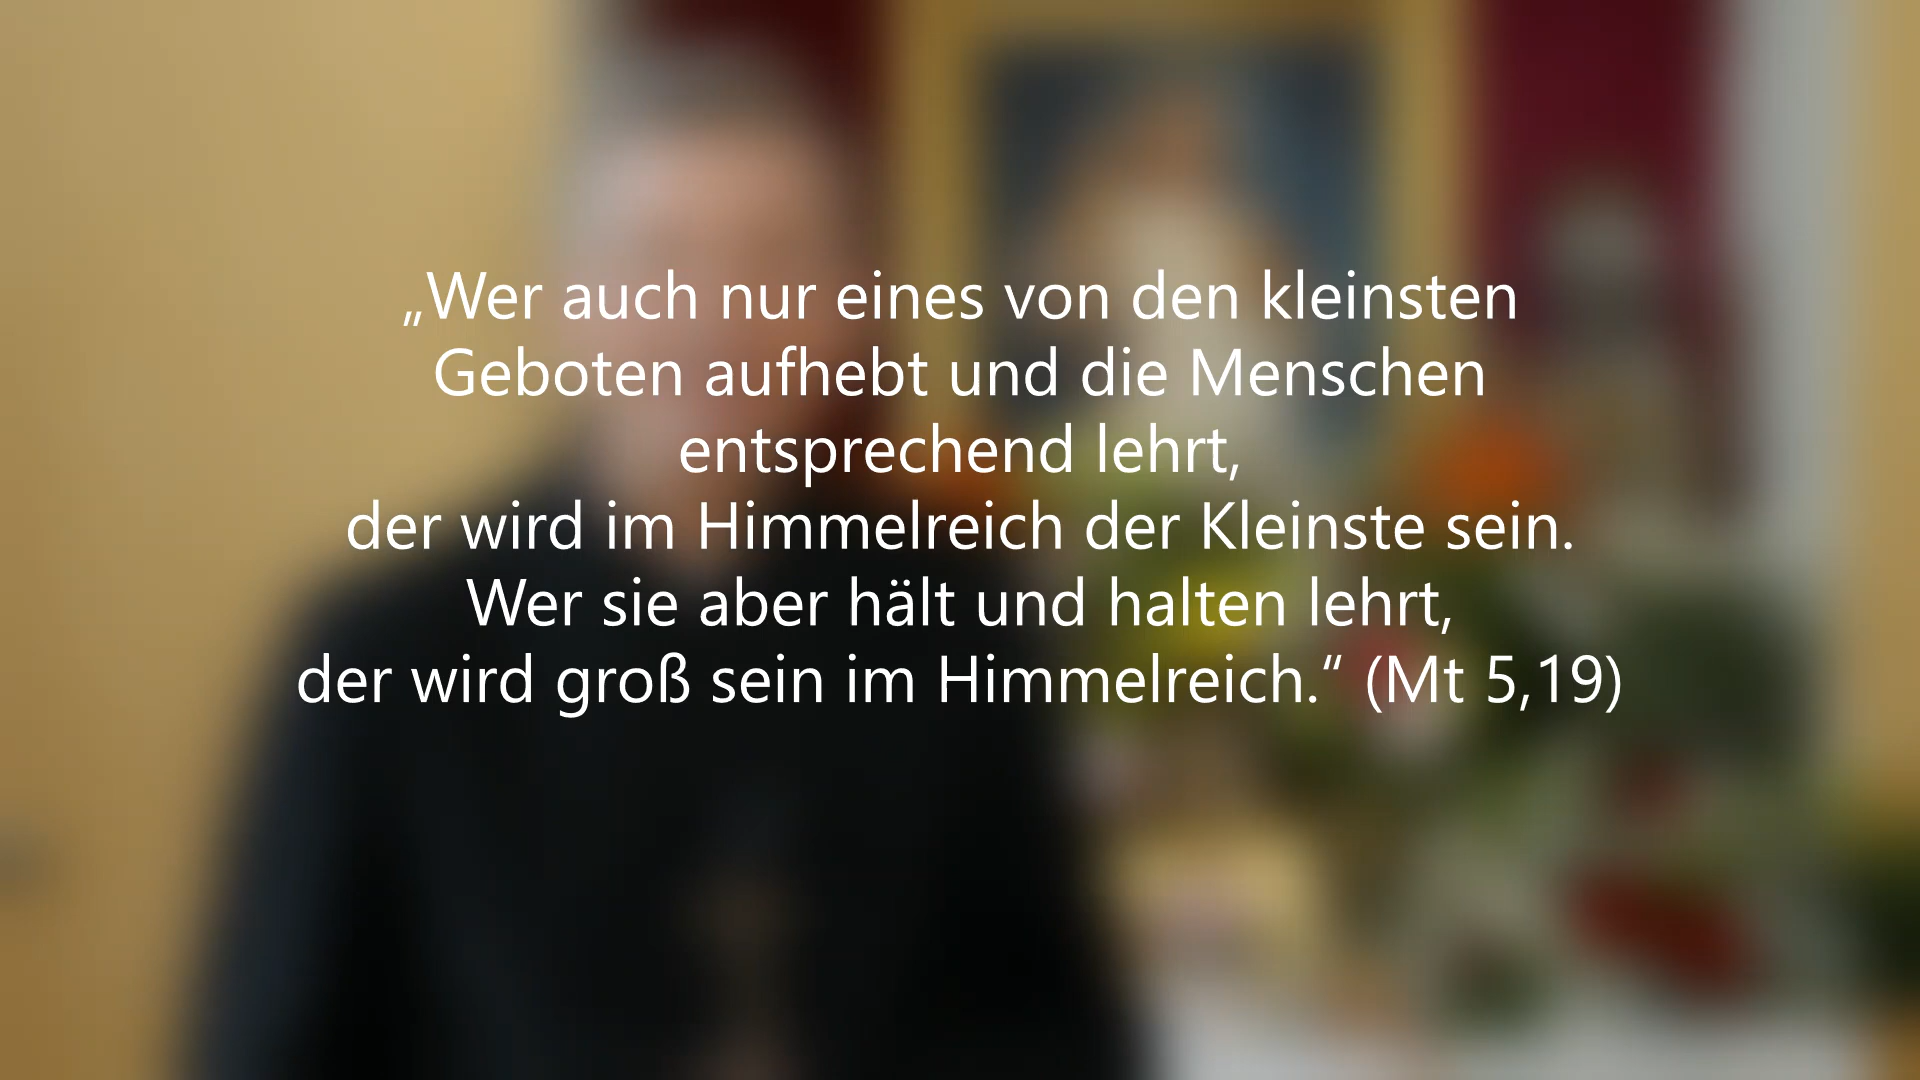 „Wer auch nur eines von den kleinsten
Geboten aufhebt und die Menschen
entsprechend lehrt,
der wird im Himmelreich der Kleinste sein.
Wer sie aber hält und halten lehrt,
der wird groß sein im Himmelreich.“ (Mt 5,19)